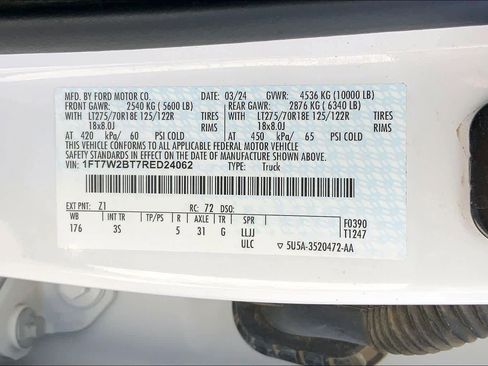 MFD. BY FORD MOTOR CO. 03/24 GVWR: 4536 KG (10000 LB)
FRONT GAWR: 2540 KG (5600 LB) REAR GAWR: 2876 KG (6340 LB)
WITH LT275/70R18E 125/122R WITH LT275/70R18E 125/122R
TIRES TIRES
RIMS 18x8.0J RIMS 18x8.0J
AT 420 kPa/ 60 PSI COLD AT 450 kPa/ 65 PSI COLD
THIS VEHICLE CONFORMS TO ALL APPLICABLE FEDERAL MOTOR VEHICLE
SAFETY STANDARDS IN EFFECT ON THE DATE OF MANUFACTURE SHOWN ABOVE.
VIN: 1FT7W2BT7RED24062 TYPE: Truck
EXT PNT: Z1 RC: 72 DSO:
WB INT TR TP/PS R AXLE TR SPR F0390
176 3S 5 31 G LLJJ T1247
ULC ▽ 5U5A-3520472-AA